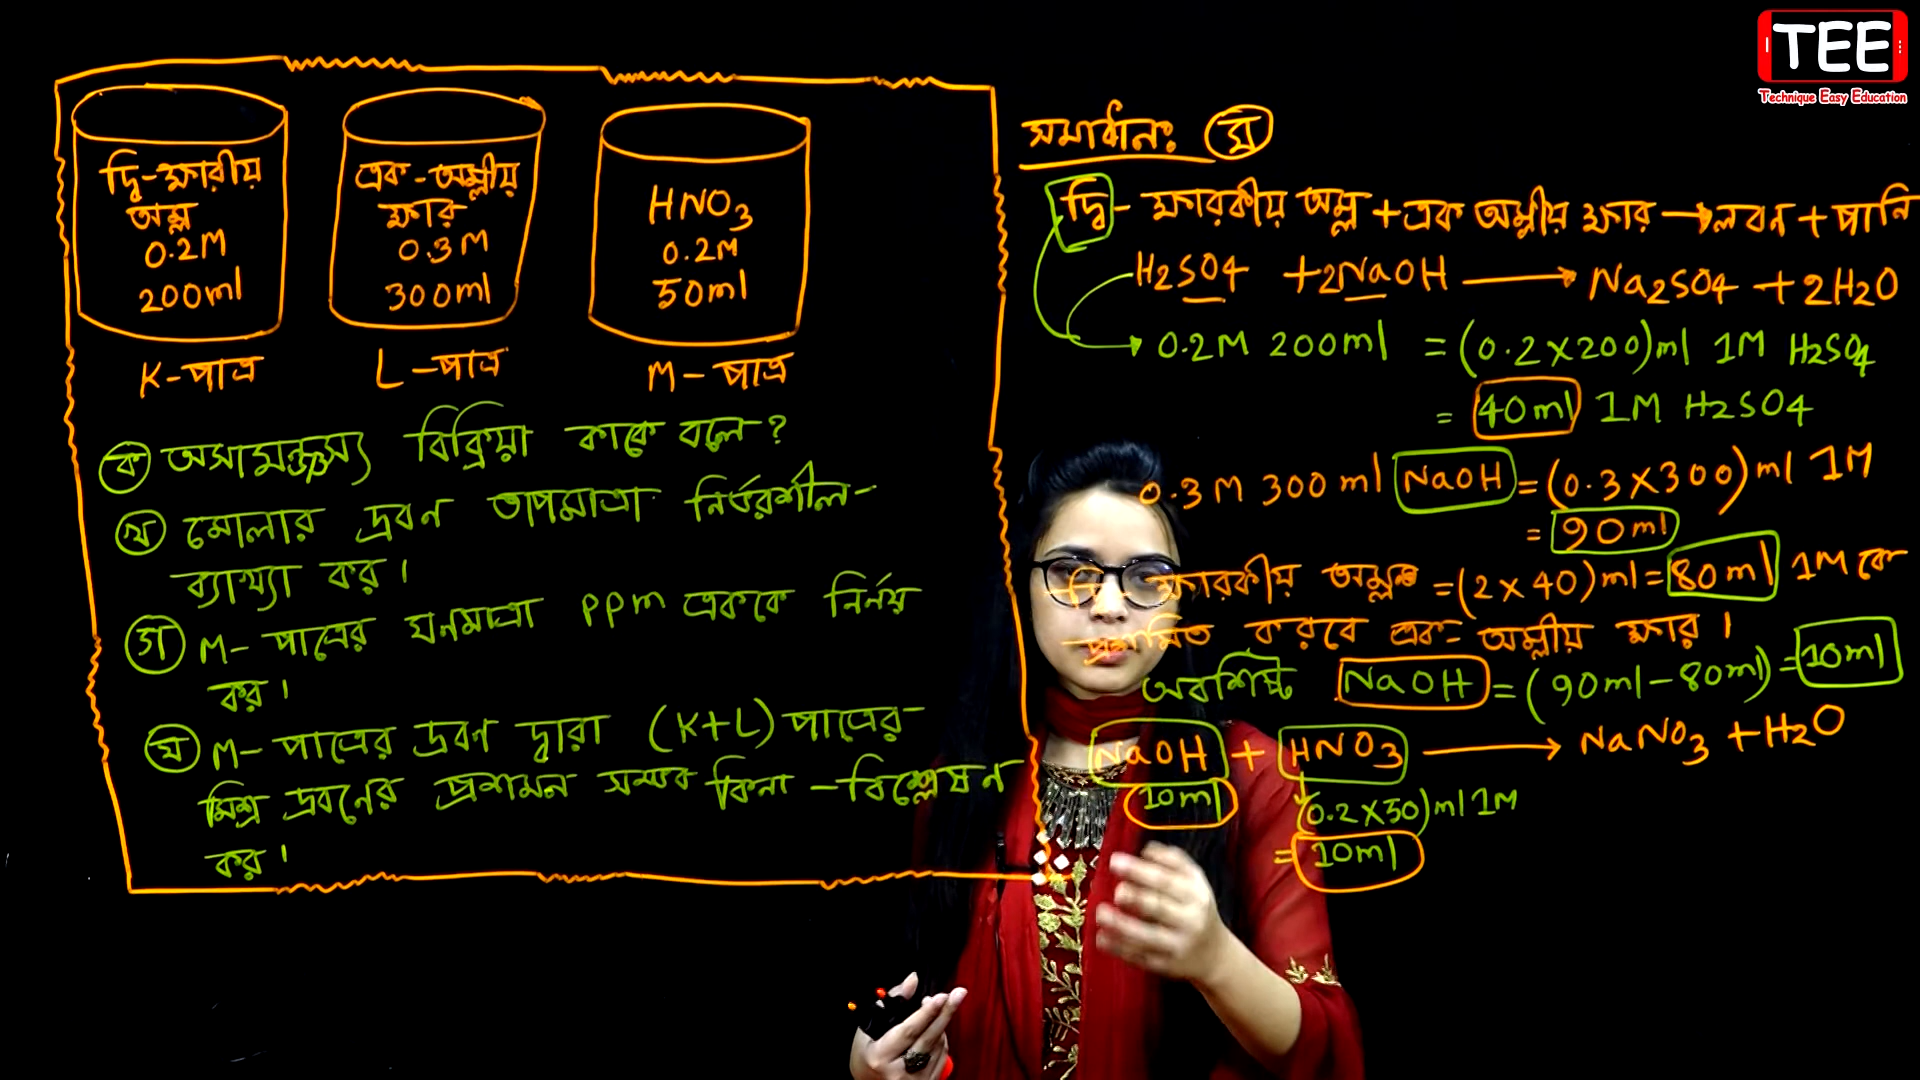 TEE
Technique Easy Education
দ্বি-ক্ষারীয়
অম্ল
0.2M
200ml
K-পাত্র
এক-অম্লীয়
ক্ষার
0.3M
300ml
L-পাত্র
HNO3
0.2M
50ml
M-পাত্র
ক অসামঞ্জস্য বিক্রিয়া কাকে বলে?
খ মোলার দ্রবণ তাপমাত্রা নির্ভরশীল-
ব্যাখ্যা কর।
গ M-পাত্রের ঘনমাত্রা ppm এককে নির্নয়
কর।
ঘ M-পাত্রের দ্রবণ দ্বারা (K+L) পাত্রের
মিশ্র দ্রবণের প্রশমন সম্ভব কিনা -বিশ্লেষন
কর।
সমাধান: ঘ
দ্বি-ক্ষারকীয় অম্ল+এক অম্লীয় ক্ষার→লবন+পানি
H2SO4 +2NaOH → Na2SO4 +2H2O
0.2M 200ml = (0.2×200)ml 1M H2SO4
= 40ml 1M H2SO4
0.3M 300ml NaOH = (0.3×300)ml 1M
= 90ml
ক্ষারকীয় অম্ল = (2×40)ml = 80ml 1M কে
প্রশমিত করবে এক-অম্লীয় ক্ষার।
অবশিষ্ট NaOH = (90ml-80ml) = 10ml
NaOH + HNO3 → NaNO3 +H2O
10ml (0.2×50)ml 1M
= 10ml